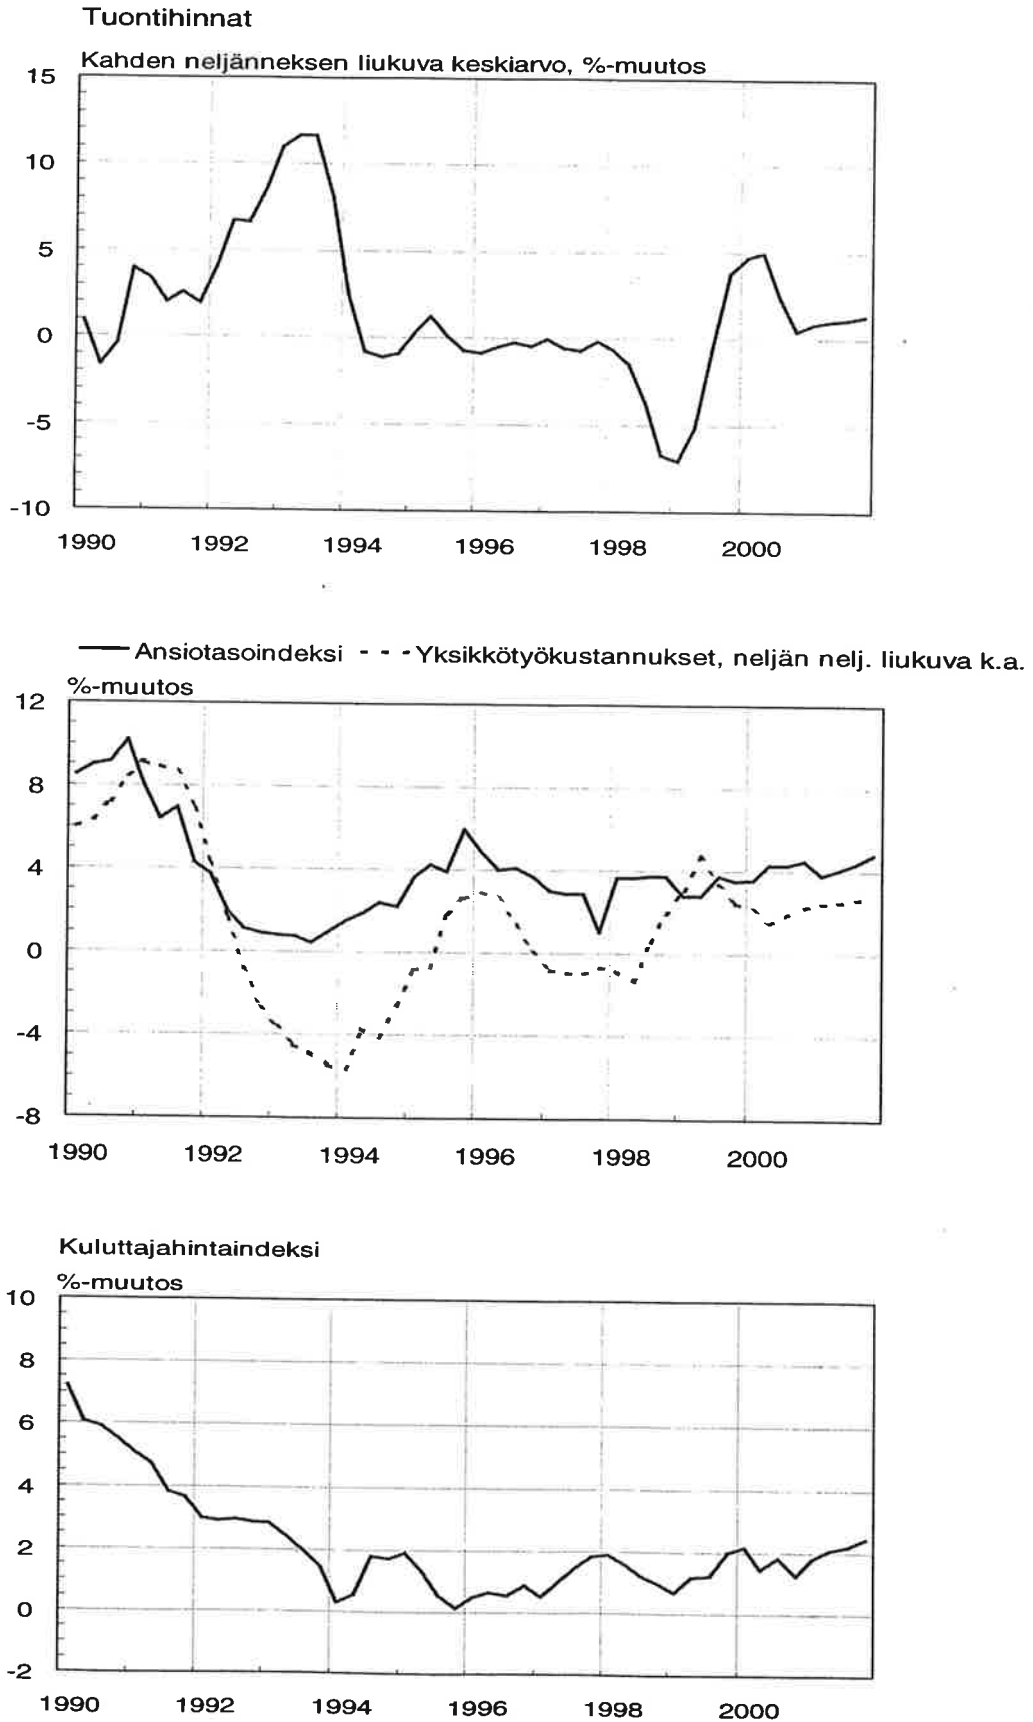 Tuontihinnat
Kahden neljänneksen liukuva keskiarvo, %-muutos
15
10
5
0
-5
-10
1990 1992 1994 1996 1998 2000
Ansiotasoindeksi Yksikkötyökustannukset, neljän nelj. liukuva k.a.
%-muutos
12
8
4
0
-4
-8
1990 1992 1994 1996 1998 2000
Kuluttajahintaindeksi
%-muutos
10
8
6
4
2
0
-2
1990 1992 1994 1996 1998 2000